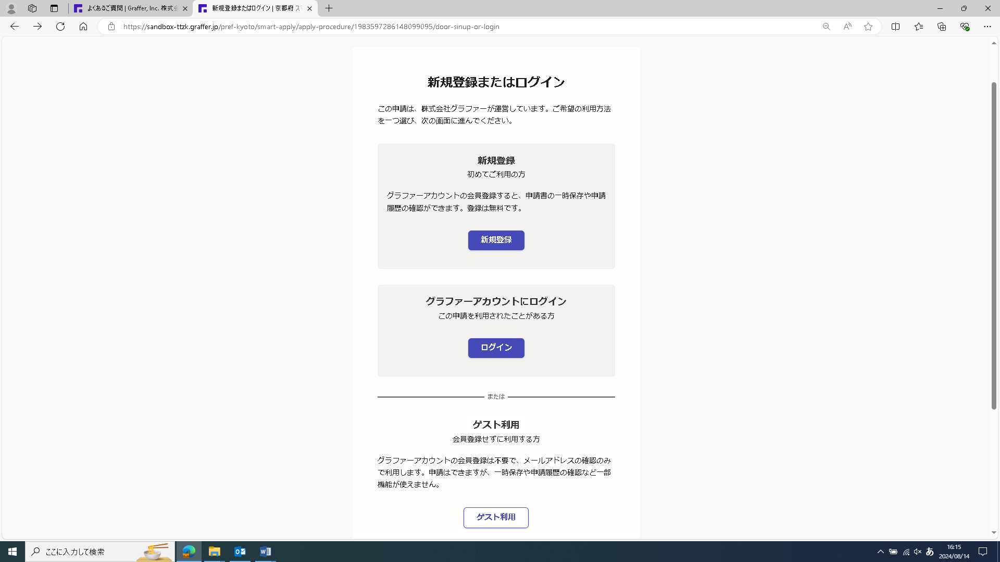 よくあるご質問 | Graffer, Inc. 株式会
新規登録またはログイン | 京都府 スマ
https://sandbox-ttzk.graffer.jp/pref-kyoto/smart-apply/apply-procedure/1983597286148099095/door-sinup-or-login
新規登録またはログイン
この申請は、株式会社グラファーが運営しています。ご希望の利用方法
を一つ選び、次の画面に進んでください。
新規登録
初めてご利用の方
グラファーアカウントの会員登録すると、申請書の一時保存や申請
履歴の確認ができます。登録は無料です。
新規登録
グラファーアカウントにログイン
この申請を利用されたことがある方
ログイン
または
ゲスト利用
会員登録せずに利用する方
グラファーアカウントの会員登録は不要で、メールアドレスの確認のみ
で利用します。申請はできますが、一時保存や申請履歴の確認など一部
機能が使えません。
ゲスト利用
ここに入力して検索
あ
16:15
2024/08/14